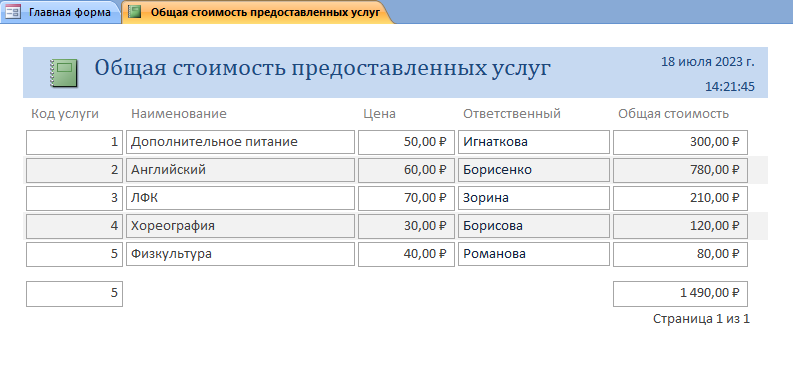 Главная форма Общая стоимость предоставленных услуг
Общая стоимость предоставленных услуг 18 июля 2023 г.
14:21:45
Код услуги Наименование Цена Ответственный Общая стоимость
1 Дополнительное питание 50,00 ₽ Игнаткова 300,00 ₽
2 Английский 60,00 ₽ Борисенко 780,00 ₽
3 ЛФК 70,00 ₽ Зорина 210,00 ₽
4 Хореография 30,00 ₽ Борисова 120,00 ₽
5 Физкультура 40,00 ₽ Романова 80,00 ₽
5 1 490,00 ₽
Страница 1 из 1